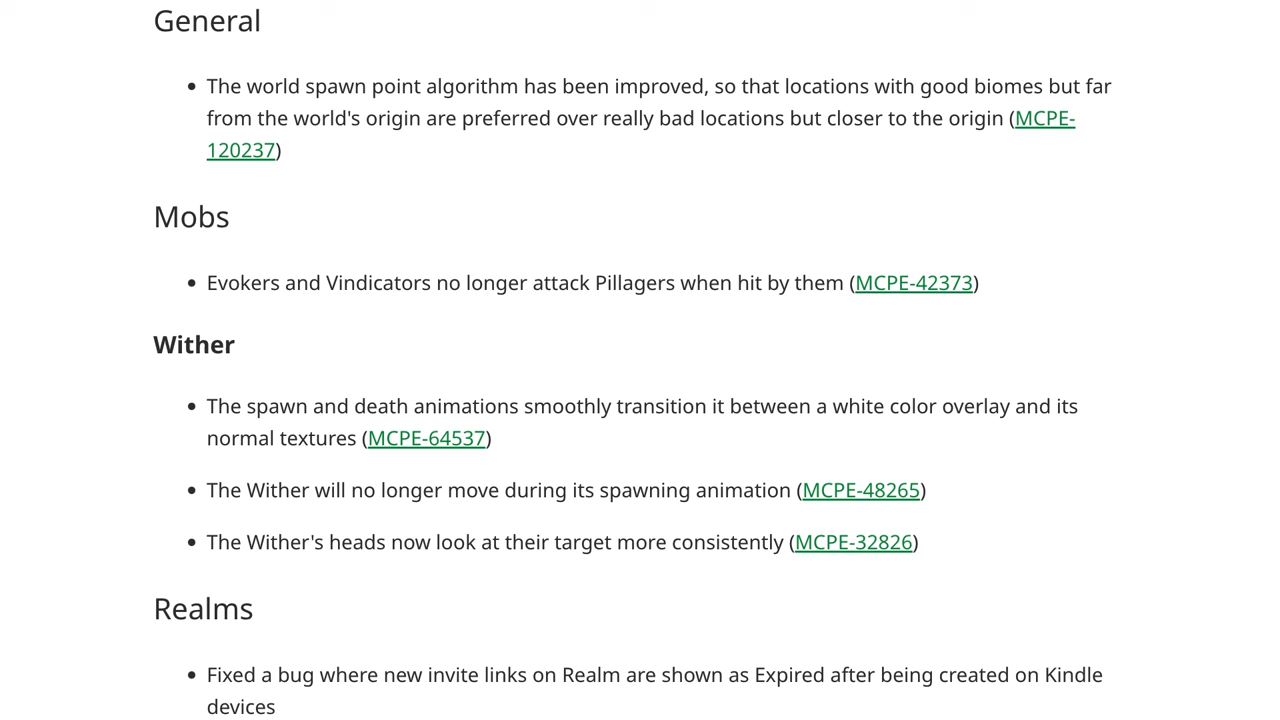 General
• The world spawn point algorithm has been improved, so that locations with good biomes but far
from the world's origin are preferred over really bad locations but closer to the origin (MCPE-
120237)
Mobs
• Evokers and Vindicators no longer attack Pillagers when hit by them (MCPE-42373)
Wither
• The spawn and death animations smoothly transition it between a white color overlay and its
normal textures (MCPE-64537)
• The Wither will no longer move during its spawning animation (MCPE-48265)
• The Wither's heads now look at their target more consistently (MCPE-32826)
Realms
• Fixed a bug where new invite links on Realm are shown as Expired after being created on Kindle
devices